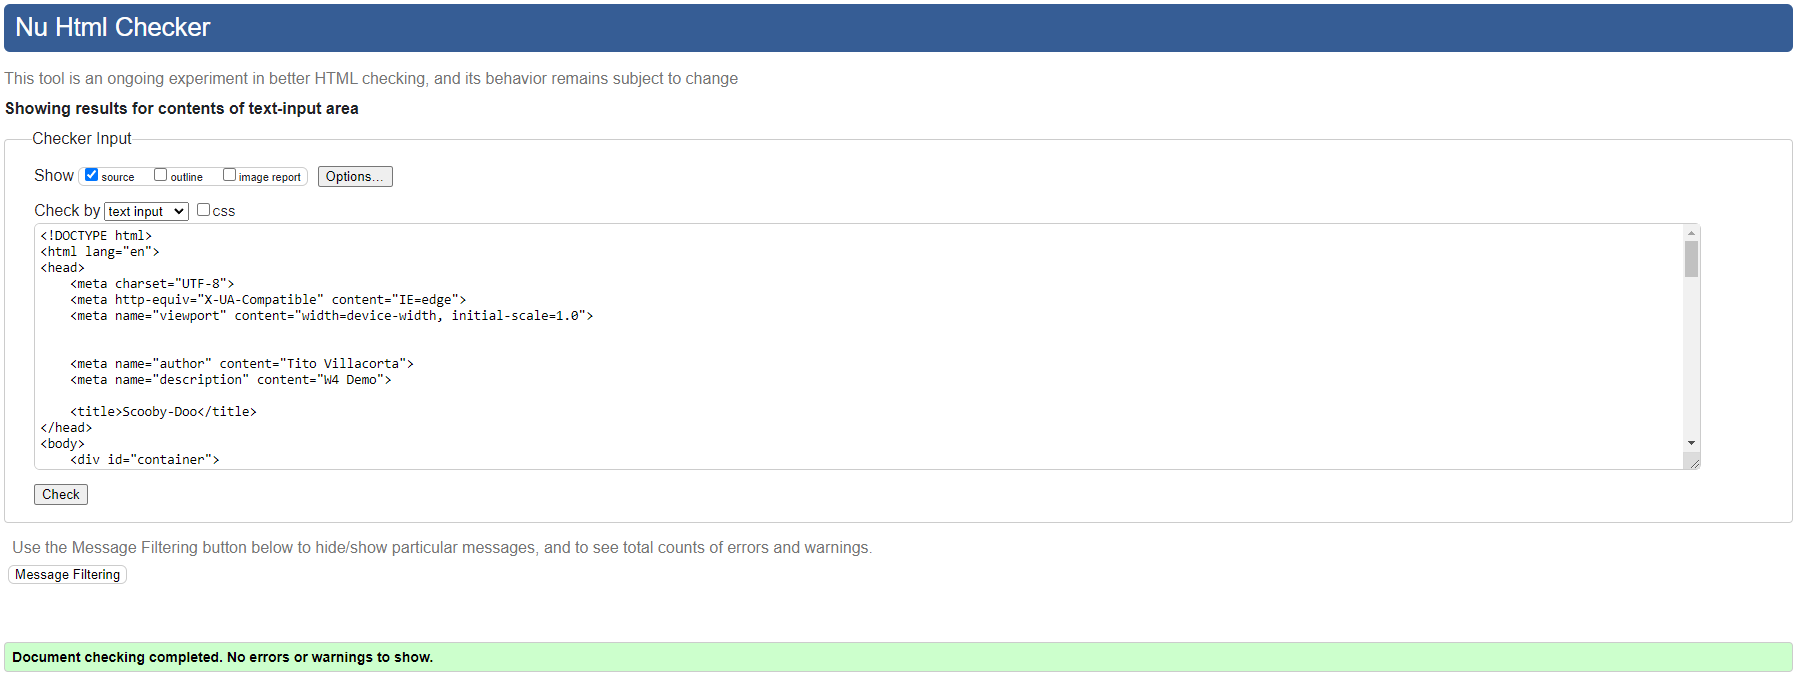 Nu Html Checker
This tool is an ongoing experiment in better HTML checking, and its behavior remains subject to change
Showing results for contents of text-input area
Checker Input
Show source outline image report Options...
Check by text input css
<!DOCTYPE html>
<html lang="en">
<head>
    <meta charset="UTF-8">
    <meta http-equiv="X-UA-Compatible" content="IE=edge">
    <meta name="viewport" content="width=device-width, initial-scale=1.0">
    <meta name="author" content="Tito Villacorta">
    <meta name="description" content="W4 Demo">
    <title>Scooby-Doo</title>
</head>
<body>
    <div id="container">
Check
Use the Message Filtering button below to hide/show particular messages, and to see total counts of errors and warnings.
Message Filtering
Document checking completed. No errors or warnings to show.